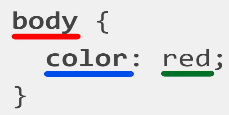 body {
color: red;
}